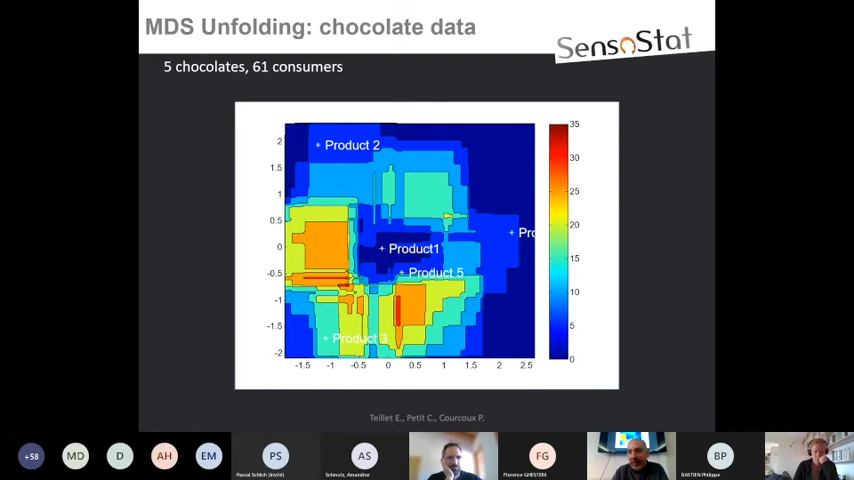 MDS Unfolding: chocolate data
SensoStat
5 chocolates, 61 consumers
2
1.5
1
0.5
0
-0.5
-1
-1.5
-2
-1.5 -1 -0.5 0 0.5 1 1.5 2 2.5
Product 2
Pro
Product1
Product 5
Product 3
35
30
25
20
15
10
5
0
Teillet E., Petit C., Courcoux P.
+58 MD D AH EM PS AS FG BP
Pascal Schlich (Invité) Schmutz, Amandine Florence GHESTERM BASTIEN Philippe